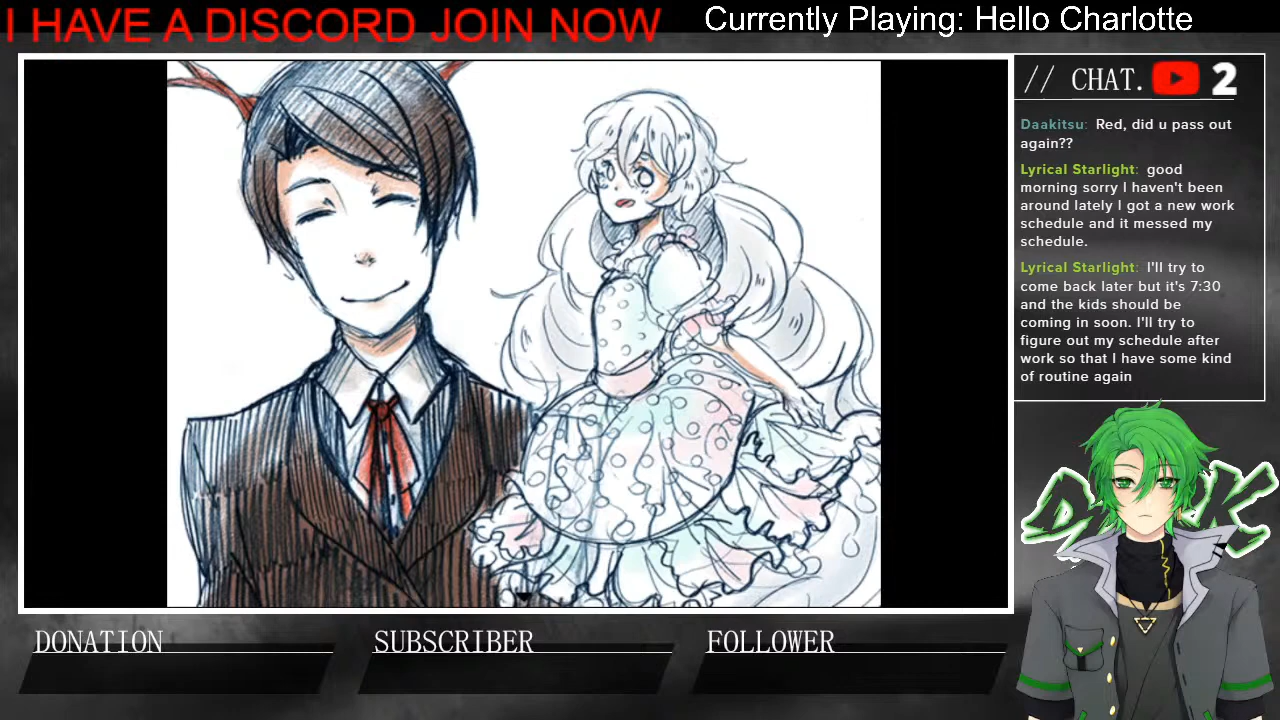 I HAVE A DISCORD JOIN NOW
Currently Playing: Hello Charlotte
// CHAT. 2
Daakitsu: Red, did u pass out
again??
Lyrical Starlight: good
morning sorry I haven't been
around lately I got a new work
schedule and it messed my
schedule.
Lyrical Starlight: I'll try to
come back later but it's 7:30
and the kids should be
coming in soon. I'll try to
figure out my schedule after
work so that I have some kind
of routine again
DONATION
SUBSCRIBER
FOLLOWER